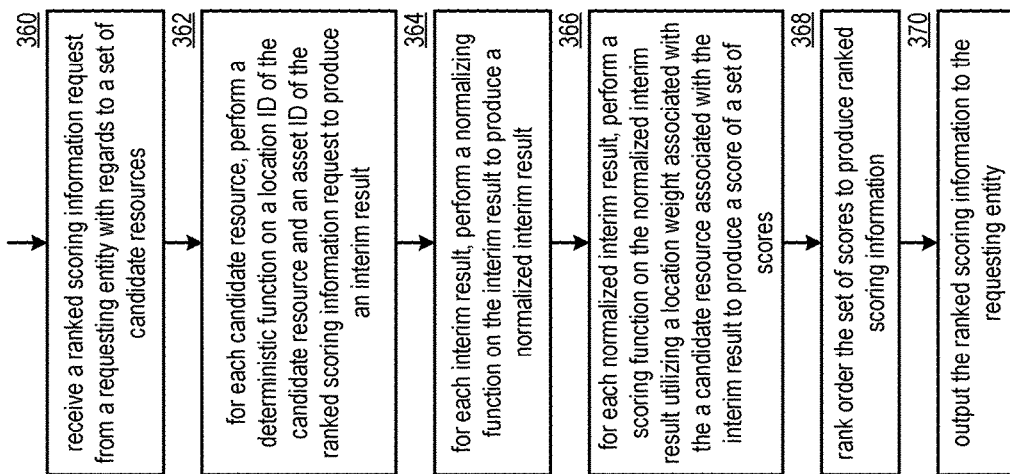 360
receive a ranked scoring information request
from a requesting entity with regards to a set of
candidate resources
362
for each candidate resource, perform a
deterministic function on a location ID of the
candidate resource and an asset ID of the
ranked scoring information request to produce
an interim result
364
for each interim result, perform a normalizing
function on the interim result to produce a
normalized interim result
366
for each normalized interim result, perform a
scoring function on the normalized interim
result utilizing a location weight associated with
the a candidate resource associated with the
interim result to produce a score of a set of
scores
368
rank order the set of scores to produce ranked
scoring information
370
output the ranked scoring information to the
requesting entity